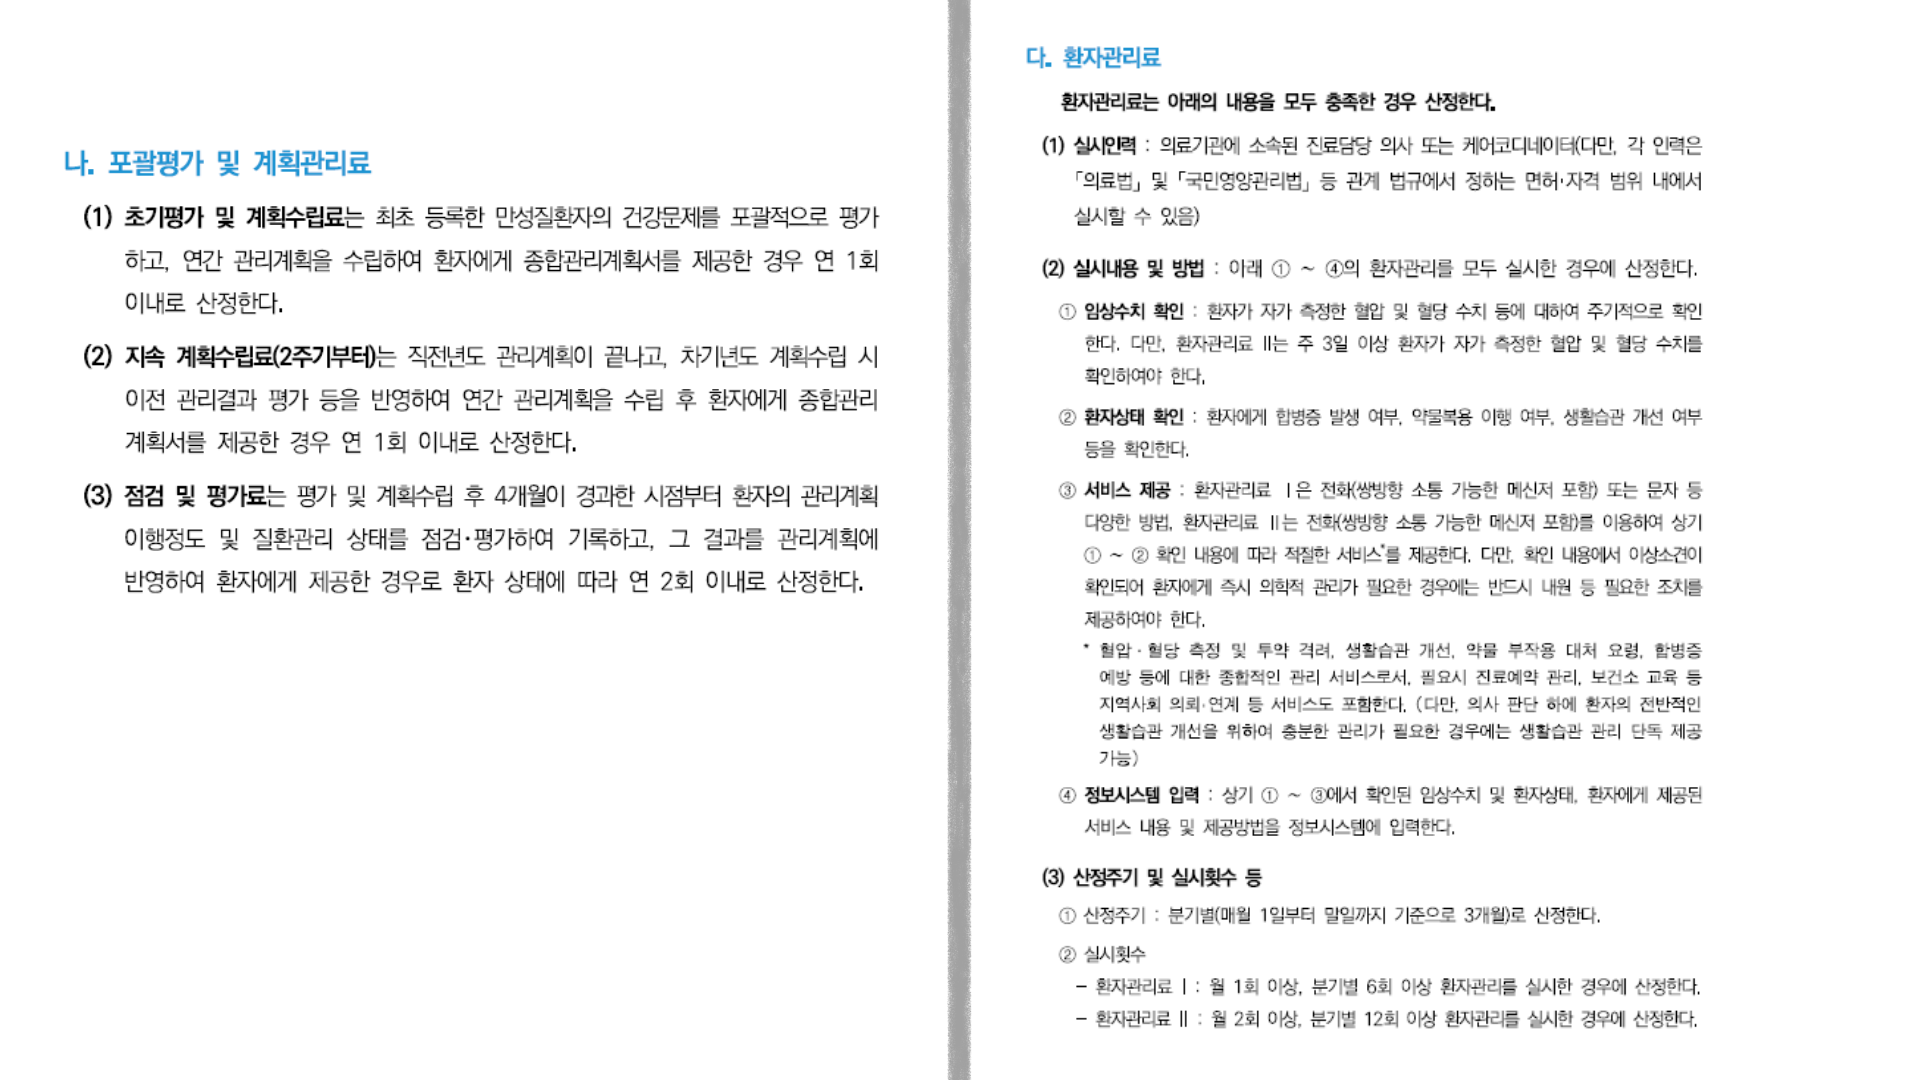 나. 포괄평가 및 계획관리료
(1) 초기평가 및 계획수립료는 최초 등록한 만성질환자의 건강문제를 포괄적으로 평가
하고, 연간 관리계획을 수립하여 환자에게 종합관리계획서를 제공한 경우 연 1회
이내로 산정한다.
(2) 지속 계획수립료(2주기부터)는 직전년도 관리계획이 끝나고, 차기년도 계획수립 시
이전 관리결과 평가 등을 반영하여 연간 관리계획을 수립 후 환자에게 종합관리
계획서를 제공한 경우 연 1회 이내로 산정한다.
(3) 점검 및 평가료는 평가 및 계획수립 후 4개월이 경과한 시점부터 환자의 관리계획
이행정도 및 질환관리 상태를 점검·평가하여 기록하고, 그 결과를 관리계획에
반영하여 환자에게 제공한 경우로 환자 상태에 따라 연 2회 이내로 산정한다.
다. 환자관리료
환자관리료는 아래의 내용을 모두 충족한 경우 산정한다.
(1) 실시인력 : 의료기관에 소속된 진료담당 의사 또는 케어코디네이터(다만, 각 인력은
「의료법」 및 「국민영양관리법」 등 관계 법규에서 정하는 면허·자격 범위 내에서
실시할 수 있음)
(2) 실시내용 및 방법 : 아래 ① ~ ④의 환자관리를 모두 실시한 경우에 산정한다.
① 임상수치 확인 : 환자가 자가 측정한 혈압 및 혈당 수치 등에 대하여 주기적으로 확인
한다. 다만, 환자관리료 Ⅱ는 주 3일 이상 환자가 자가 측정한 혈압 및 혈당 수치를
확인하여야 한다.
② 환자상태 확인 : 환자에게 합병증 발생 여부, 약물복용 이행 여부, 생활습관 개선 여부
등을 확인한다.
③ 서비스 제공 : 환자관리료 Ⅰ은 전화(쌍방향 소통 가능한 메신저 포함) 또는 문자 등
다양한 방법, 환자관리료 Ⅱ는 전화(쌍방향 소통 가능한 메신저 포함)를 이용하여 상기
① ~ ② 확인 내용에 따라 적절한 서비스*를 제공한다. 다만, 확인 내용에서 이상소견이
확인되어 환자에게 즉시 의학적 관리가 필요한 경우에는 반드시 내원 등 필요한 조치를
제공하여야 한다.
* 혈압·혈당 측정 및 투약 격려, 생활습관 개선, 약물 부작용 대처 요령, 합병증
예방 등에 대한 종합적인 관리 서비스로서, 필요시 진료예약 관리, 보건소 교육 등
지역사회 의뢰·연계 등 서비스도 포함한다. (다만, 의사 판단 하에 환자의 전반적인
생활습관 개선을 위하여 충분한 관리가 필요한 경우에는 생활습관 관리 단독 제공
가능)
④ 정보시스템 입력 : 상기 ① ~ ③에서 확인된 임상수치 및 환자상태, 환자에게 제공된
서비스 내용 및 제공방법을 정보시스템에 입력한다.
(3) 산정주기 및 실시횟수 등
① 산정주기 : 분기별(매월 1일부터 말일까지 기준으로 3개월)로 산정한다.
② 실시횟수
- 환자관리료 Ⅰ : 월 1회 이상, 분기별 6회 이상 환자관리를 실시한 경우에 산정한다.
- 환자관리료 Ⅱ : 월 2회 이상, 분기별 12회 이상 환자관리를 실시한 경우에 산정한다.